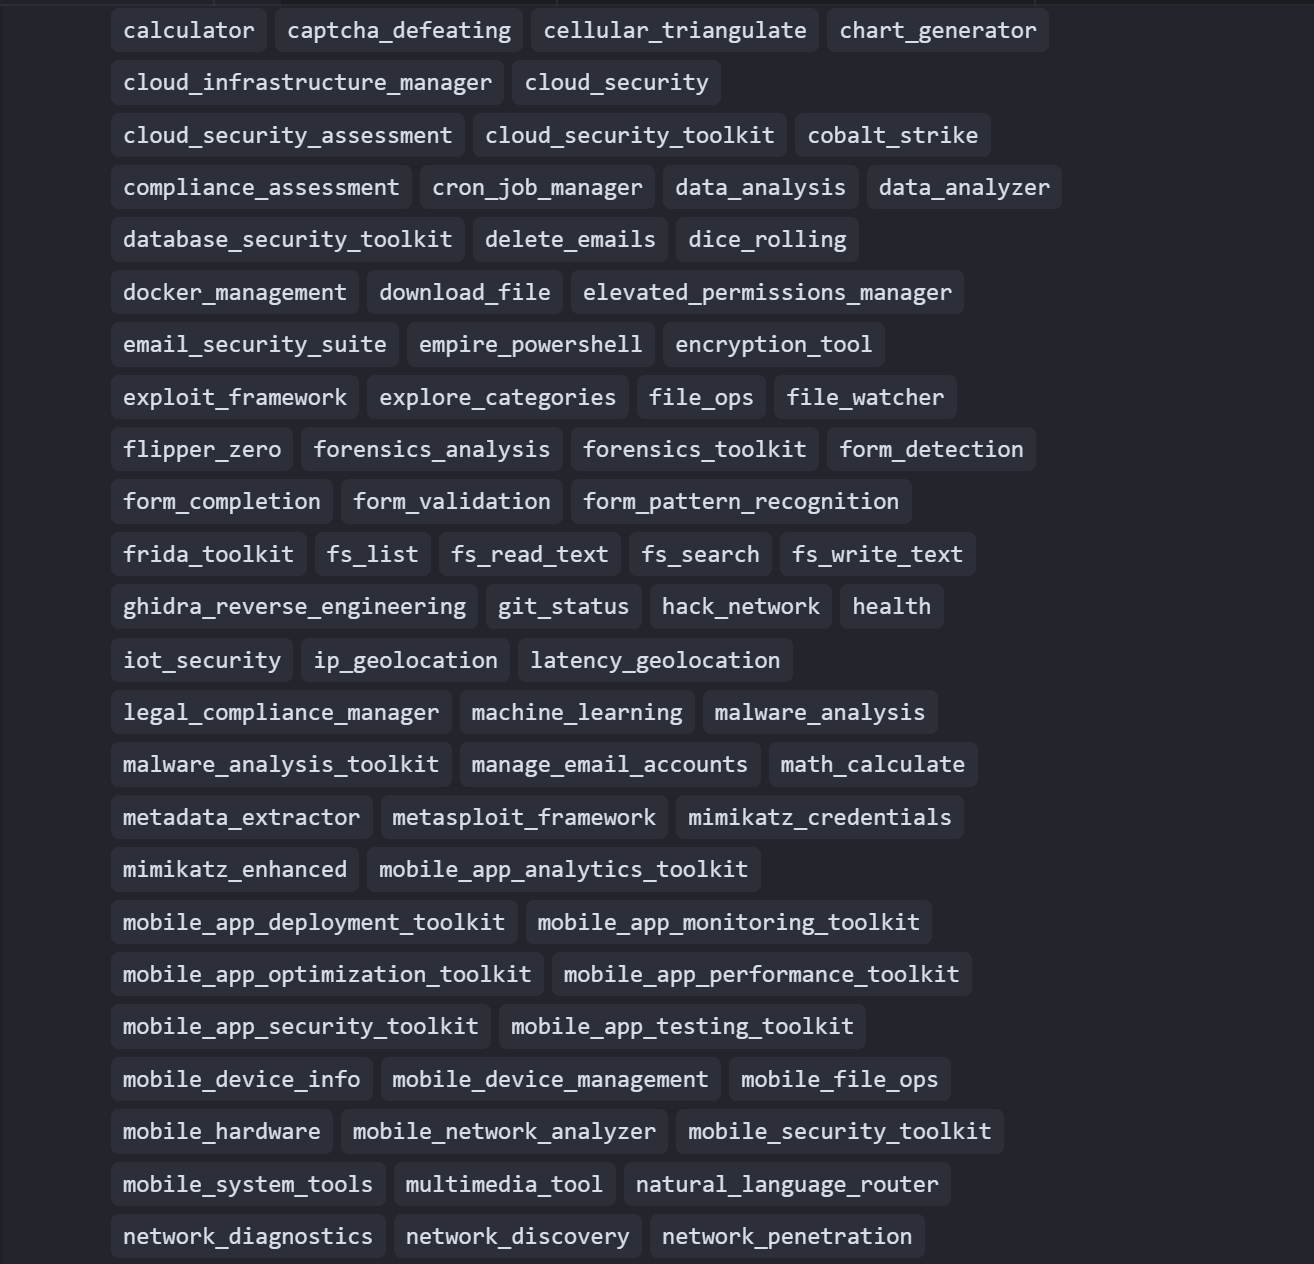 calculator captcha_defeating cellular_triangulate chart_generator
cloud_infrastructure_manager cloud_security
cloud_security_assessment cloud_security_toolkit cobalt_strike
compliance_assessment cron_job_manager data_analysis data_analyzer
database_security_toolkit delete_emails dice_rolling
docker_management download_file elevated_permissions_manager
email_security_suite empire_powershell encryption_tool
exploit_framework explore_categories file_ops file_watcher
flipper_zero forensics_analysis forensics_toolkit form_detection
form_completion form_validation form_pattern_recognition
frida_toolkit fs_list fs_read_text fs_search fs_write_text
ghidra_reverse_engineering git_status hack_network health
iot_security ip_geolocation latency_geolocation
legal_compliance_manager machine_learning malware_analysis
malware_analysis_toolkit manage_email_accounts math_calculate
metadata_extractor metasploit_framework mimikatz_credentials
mimikatz_enhanced mobile_app_analytics_toolkit
mobile_app_deployment_toolkit mobile_app_monitoring_toolkit
mobile_app_optimization_toolkit mobile_app_performance_toolkit
mobile_app_security_toolkit mobile_app_testing_toolkit
mobile_device_info mobile_device_management mobile_file_ops
mobile_hardware mobile_network_analyzer mobile_security_toolkit
mobile_system_tools multimedia_tool natural_language_router
network_diagnostics network_discovery network_penetration